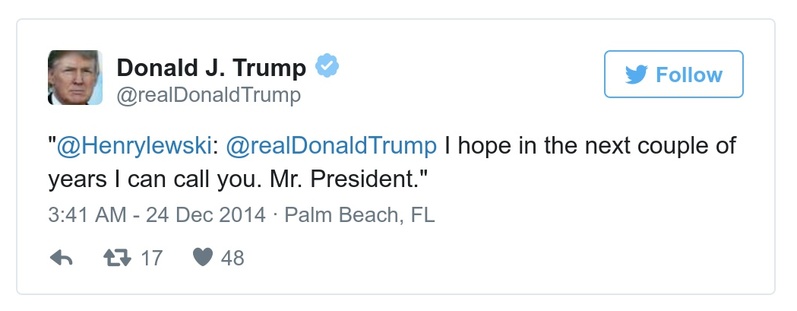 Donald J. Trump
@realDonaldTrump
Follow
"@Henrylewski: @realDonaldTrump I hope in the next couple of
years I can call you. Mr. President."
3:41 AM - 24 Dec 2014 · Palm Beach, FL
17 48